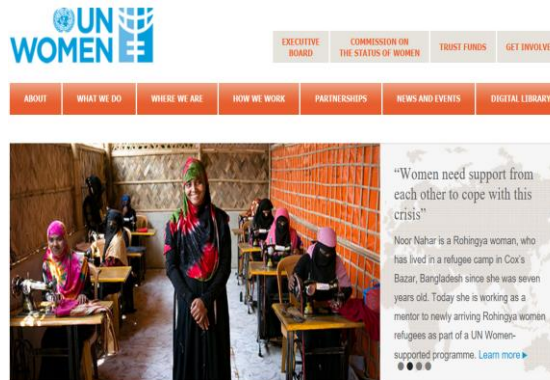 UN
WOMEN
EXECUTIVE
BOARD
COMMISSION ON
THE STATUS OF WOMEN
TRUST FUNDS
GET INVOLVE
ABOUT
WHAT WE DO
WHERE WE ARE
HOW WE WORK
PARTNERSHIPS
NEWS AND EVENTS
DIGITAL LIBRARY
“Women need support from
each other to cope with this
crisis”
Noor Nahar is a Rohingya woman, who
has lived in a refugee camp in Cox's
Bazar, Bangladesh since she was seven
years old. Today she is working as a
mentor to newly arriving Rohingya women
refugees as part of a UN Women-
supported programme. Learn more